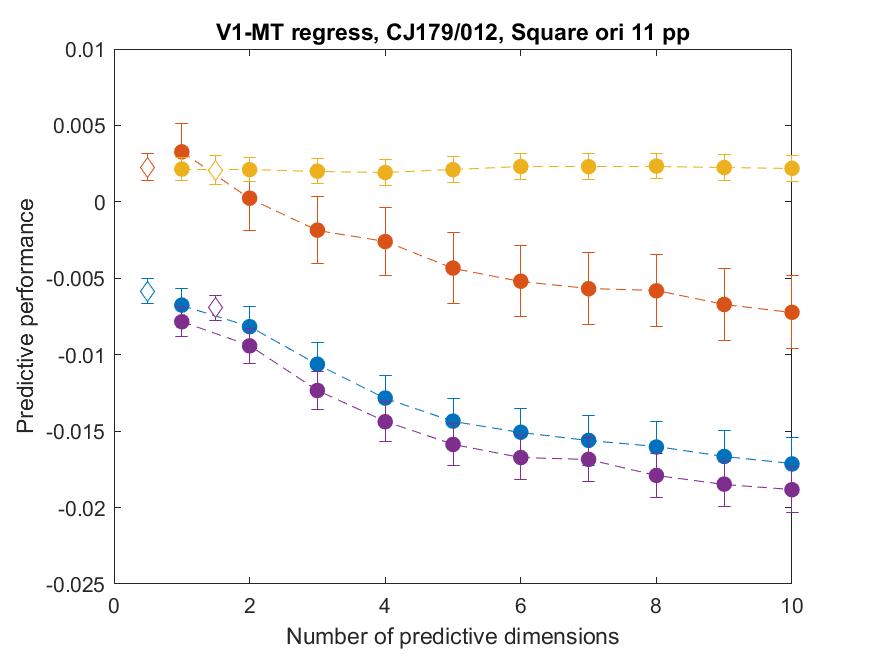 V1-MT regress, CJ179/012, Square ori 11 pp
0.01
0.005
0
-0.005
-0.01
-0.015
-0.02
-0.025
Predictive performance
0 2 4 6 8 10
Number of predictive dimensions